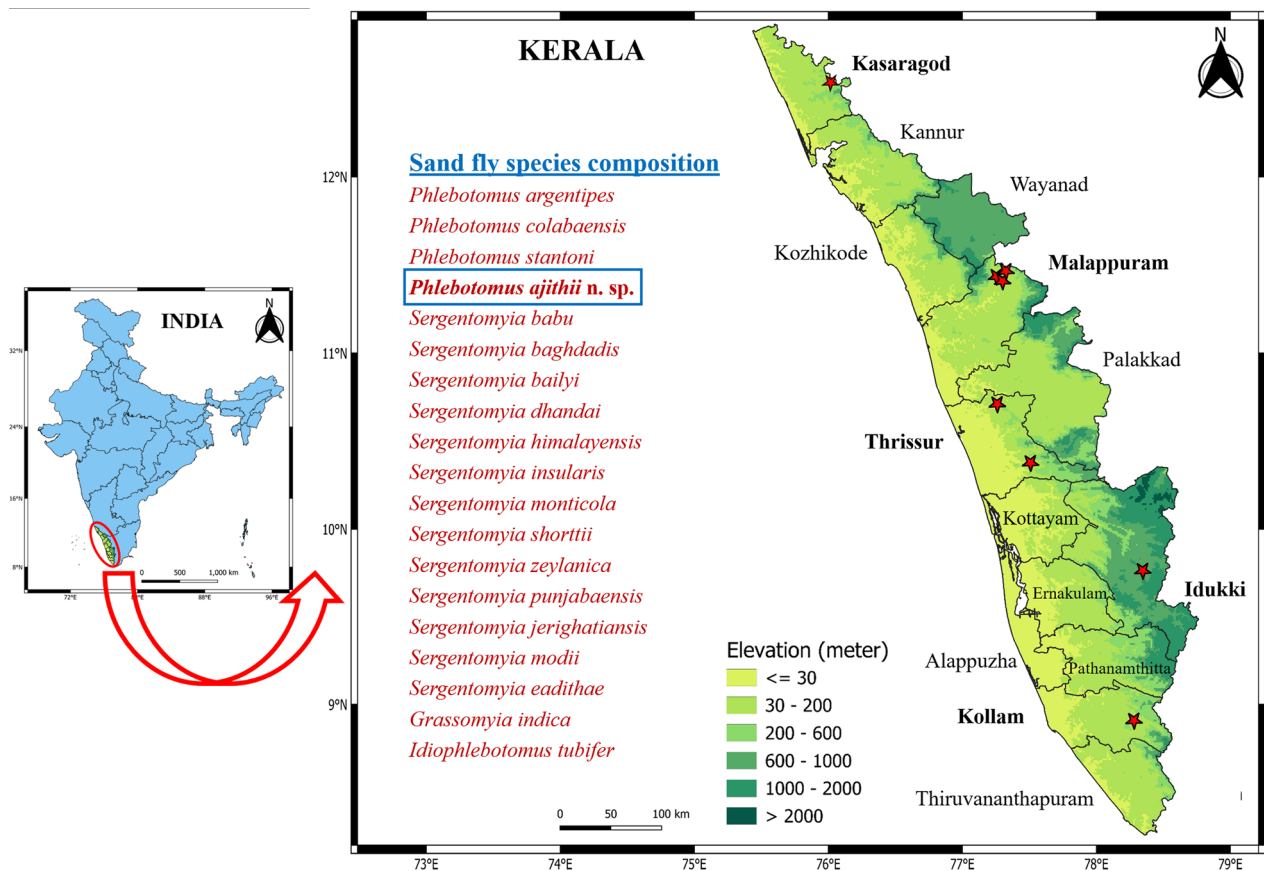 INDIA
N
32°N
24°N
16°N
8°N
0 500 1,000 km
72°E
88°E
96°E
KERALA
N
Sand fly species composition
Phlebotomus argentipes
Phlebotomus colabaensis
Phlebotomus stantoni
Phlebotomus ajithii n. sp.
Sergentomyia babu
Sergentomyia baghdadis
Sergentomyia bailyi
Sergentomyia dhandai
Sergentomyia himalayensis
Sergentomyia insularis
Sergentomyia monticola
Sergentomyia shorttii
Sergentomyia zeylanica
Sergentomyia punjabaensis
Sergentomyia jerighatiansis
Sergentomyia modii
Sergentomyia eadithae
Grassomyia indica
Idiophlebotomus tubifer
Kasaragod
Kannur
Wayanad
Kozhikode
Malappuram
Palakkad
Thrissur
Kottayam
Idukki
Ernakulam
Alappuzha
Pathanamthitta
Kollam
Thiruvananthapuram
Elevation (meter)
<= 30
30 - 200
200 - 600
600 - 1000
1000 - 2000
> 2000
0 50 100 km
12°N
11°N
10°N
9°N
73°E
74°E
75°E
76°E
77°E
78°E
79°E